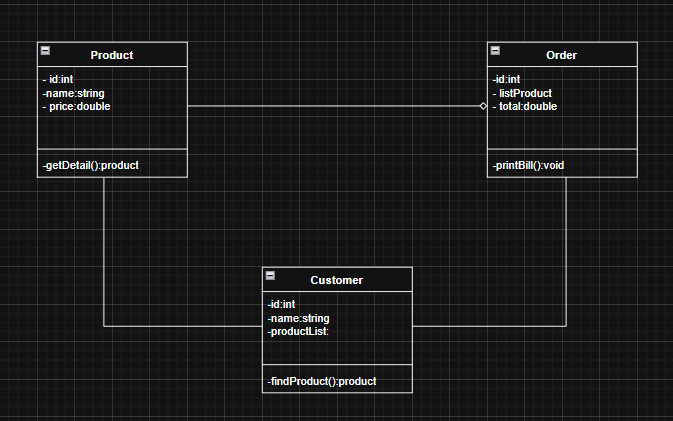 Product
- id:int
-name:string
- price:double
-getDetail():product
Order
-id:int
- listProduct
- total:double
-printBill():void
Customer
-id:int
-name:string
-productList:
-findProduct():product